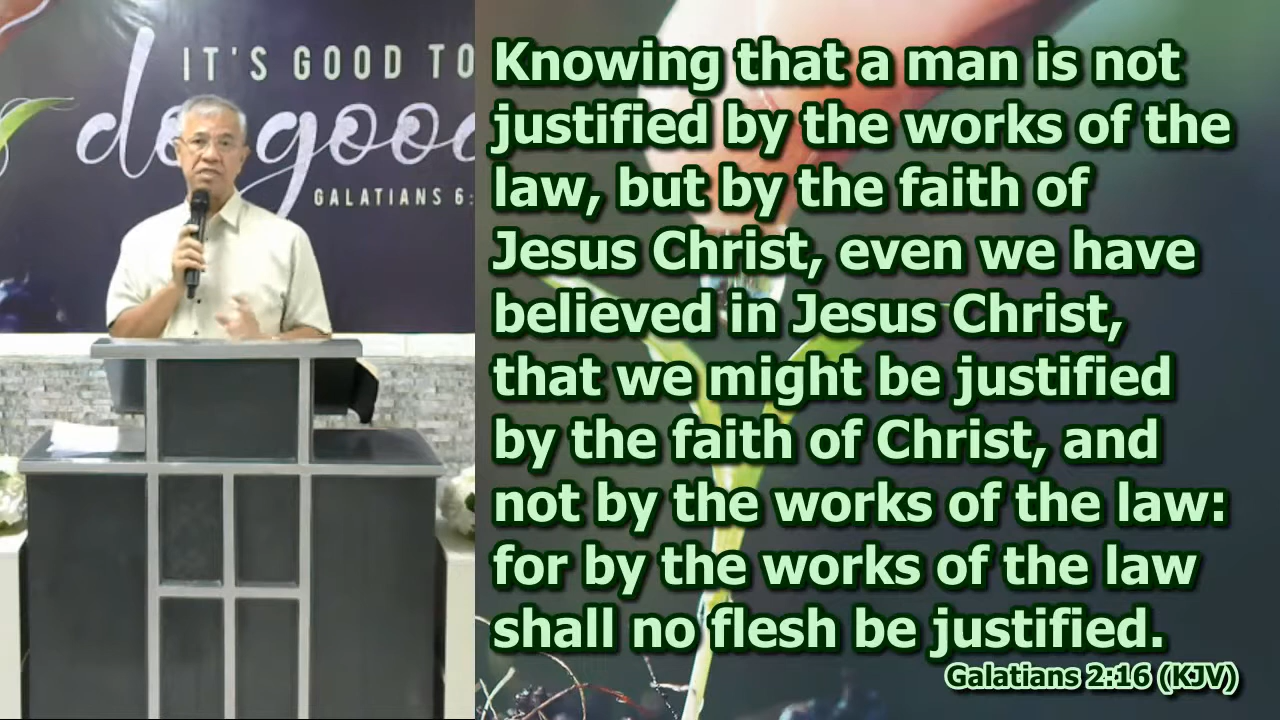 IT'S GOOD TO
do good
GALATIANS 6:
Knowing that a man is not
justified by the works of the
law, but by the faith of
Jesus Christ, even we have
believed in Jesus Christ,
that we might be justified
by the faith of Christ, and
not by the works of the law:
for by the works of the law
shall no flesh be justified.
Galatians 2:16 (KJV)